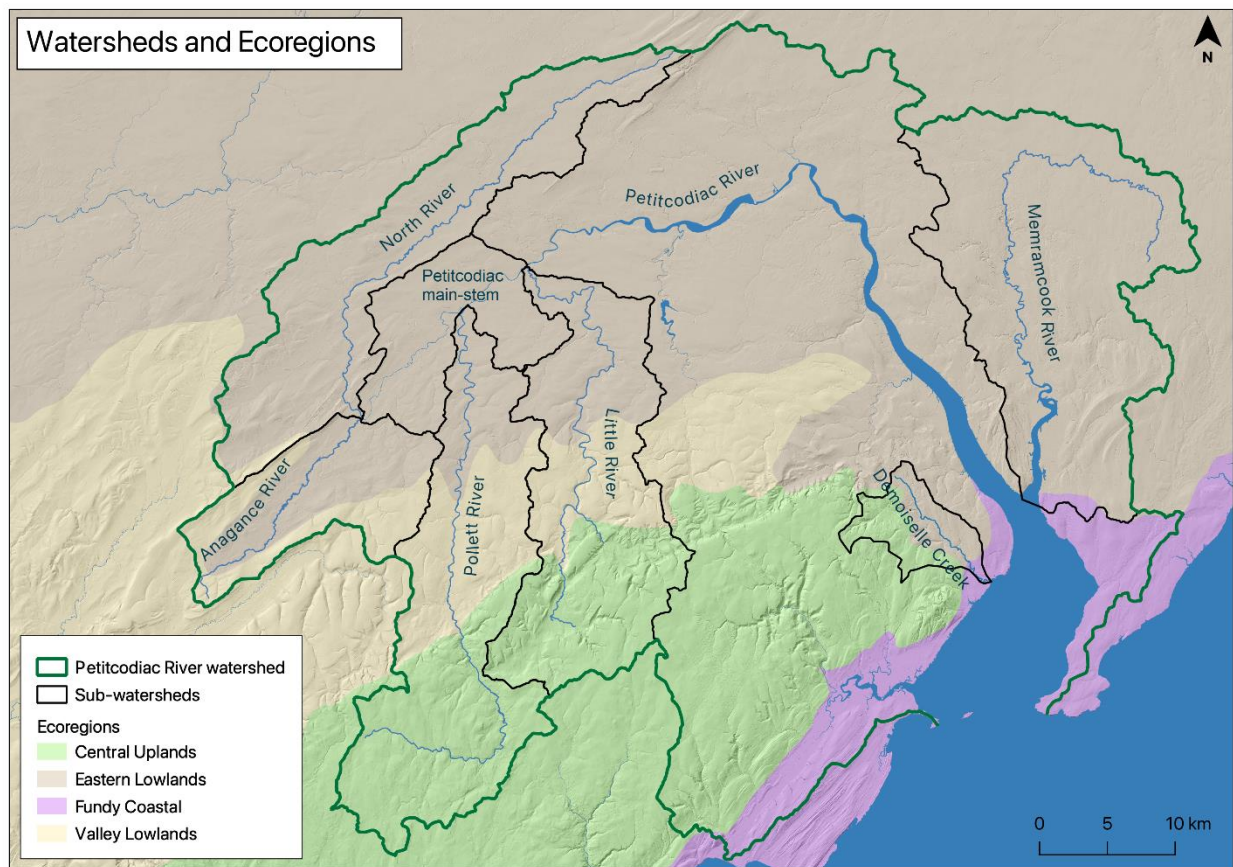 Watersheds and Ecoregions
N
North River
Petitcodiac River
Memramcook River
Petitcodiac
main-stem
Anagance River
Pollett River
Little River
Demoiselle Creek
Petitcodiac River watershed
Sub-watersheds
Ecoregions
Central Uplands
Eastern Lowlands
Fundy Coastal
Valley Lowlands
0 5 10 km